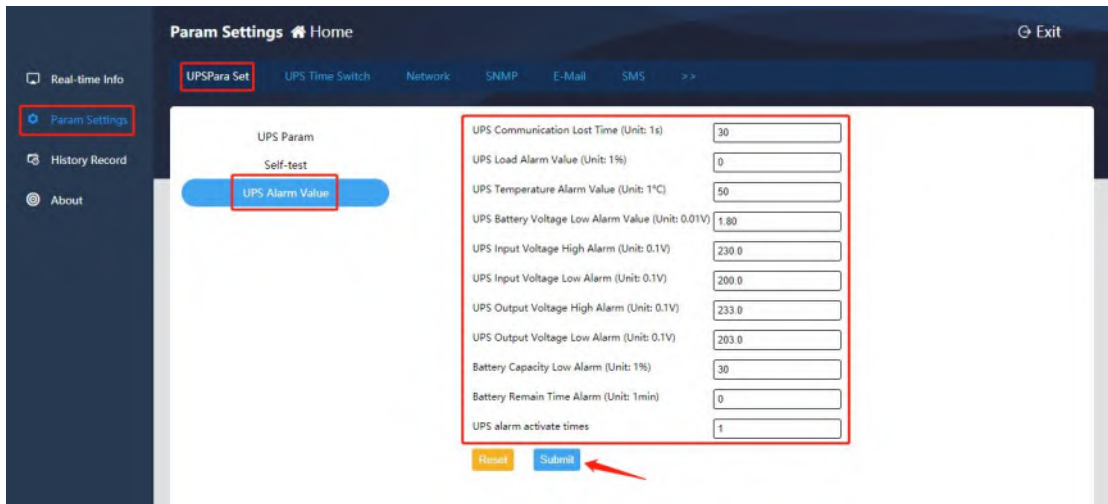 Param Settings Home
Exit
Real-time Info
Param Settings
History Record
About
UPSPara Set UPS Time Switch Network SNMP E-Mail SMS >>
UPS Param
Self-test
UPS Alarm Value
UPS Communication Lost Time (Unit: 1s) 30
UPS Load Alarm Value (Unit: 1%) 0
UPS Temperature Alarm Value (Unit: 1°C) 50
UPS Battery Voltage Low Alarm Value (Unit: 0.01V) 1.80
UPS Input Voltage High Alarm (Unit: 0.1V) 230.0
UPS Input Voltage Low Alarm (Unit: 0.1V) 200.0
UPS Output Voltage High Alarm (Unit: 0.1V) 233.0
UPS Output Voltage Low Alarm (Unit: 0.1V) 203.0
Battery Capacity Low Alarm (Unit: 1%) 30
Battery Remain Time Alarm (Unit: 1min) 0
UPS alarm activate times 1
Reset Submit